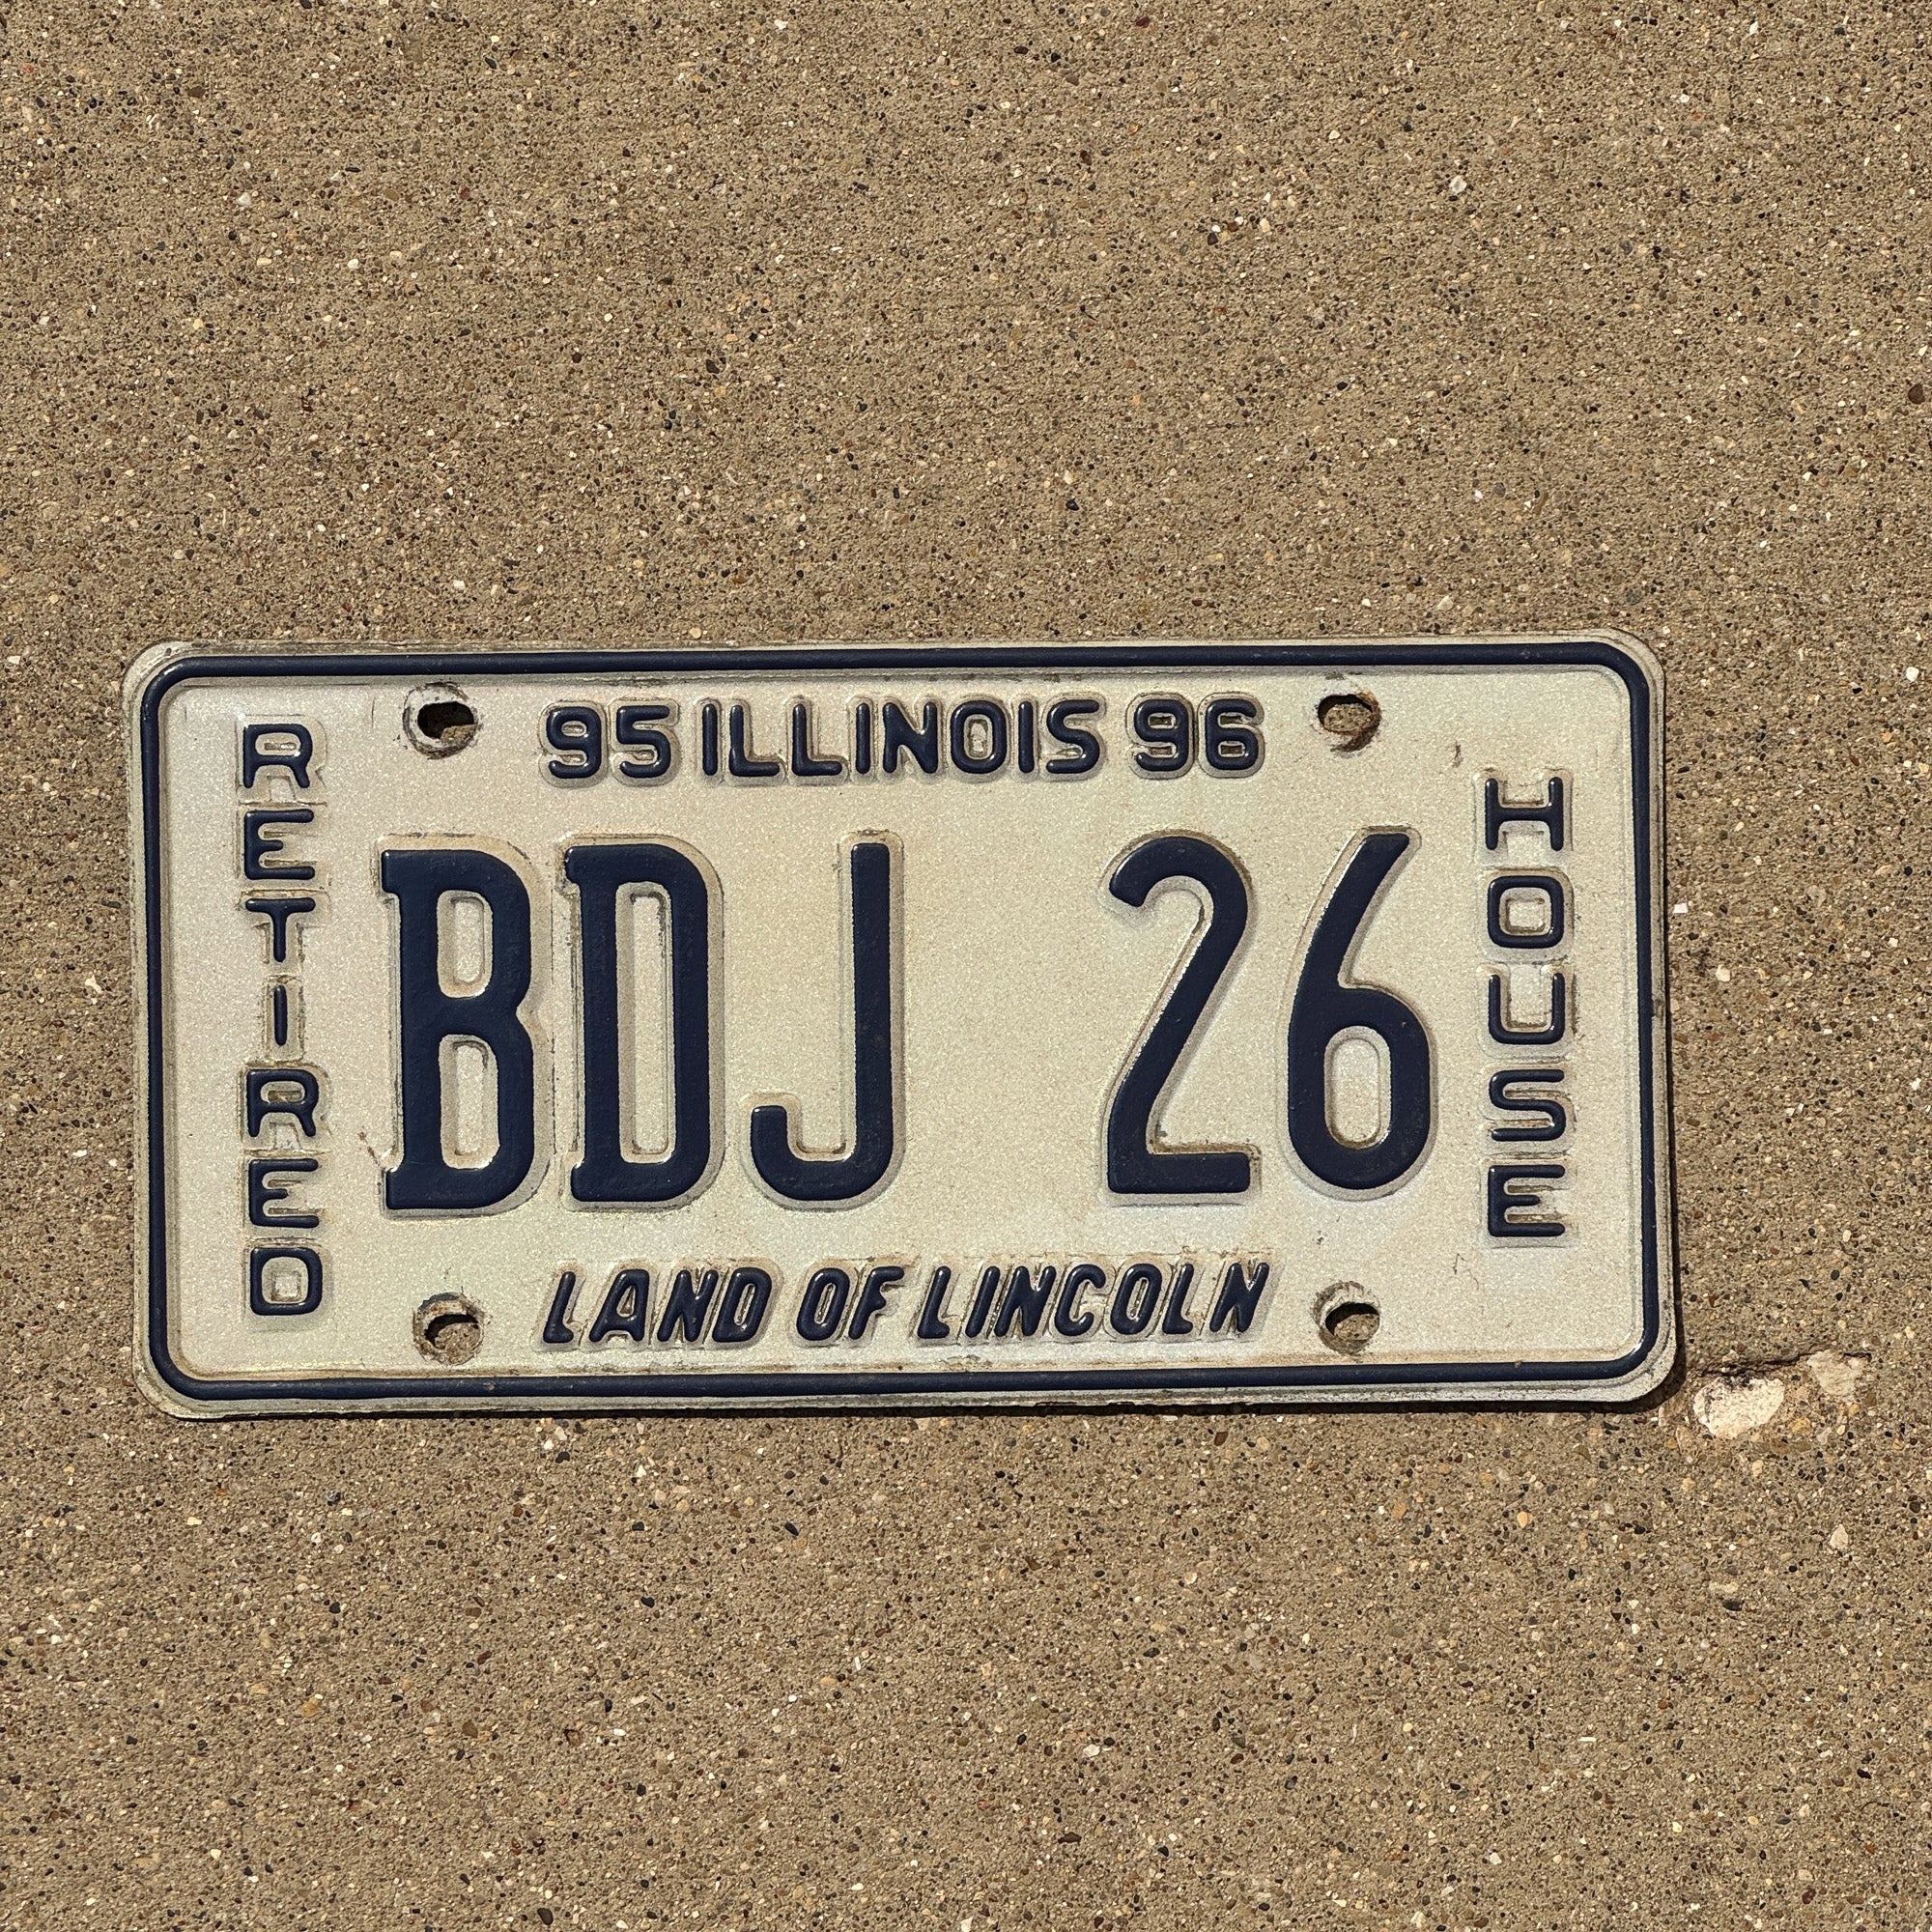 95 ILLINOIS 96
RETIRED
BDJ 26
HOUSE
LAND OF LINCOLN